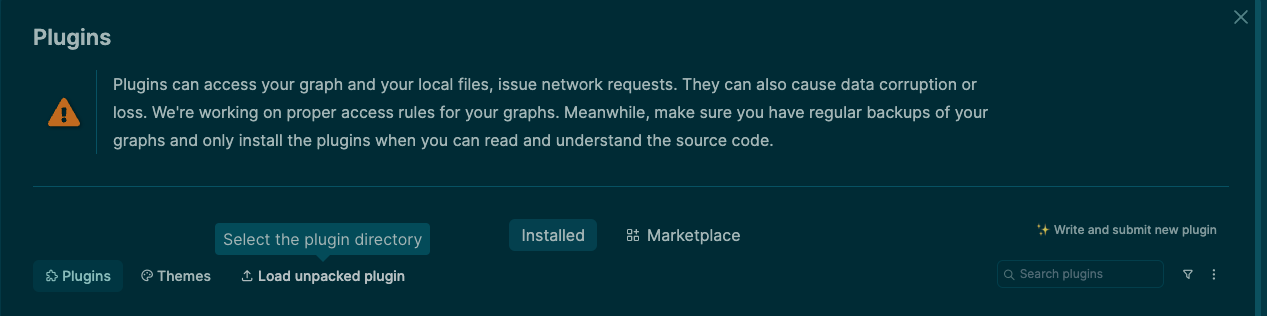 Plugins
Plugins can access your graph and your local files, issue network requests. They can also cause data corruption or
loss. We're working on proper access rules for your graphs. Meanwhile, make sure you have regular backups of your
graphs and only install the plugins when you can read and understand the source code.
Select the plugin directory
Installed
Marketplace
✨ Write and submit new plugin
Plugins
Themes
Load unpacked plugin
Search plugins